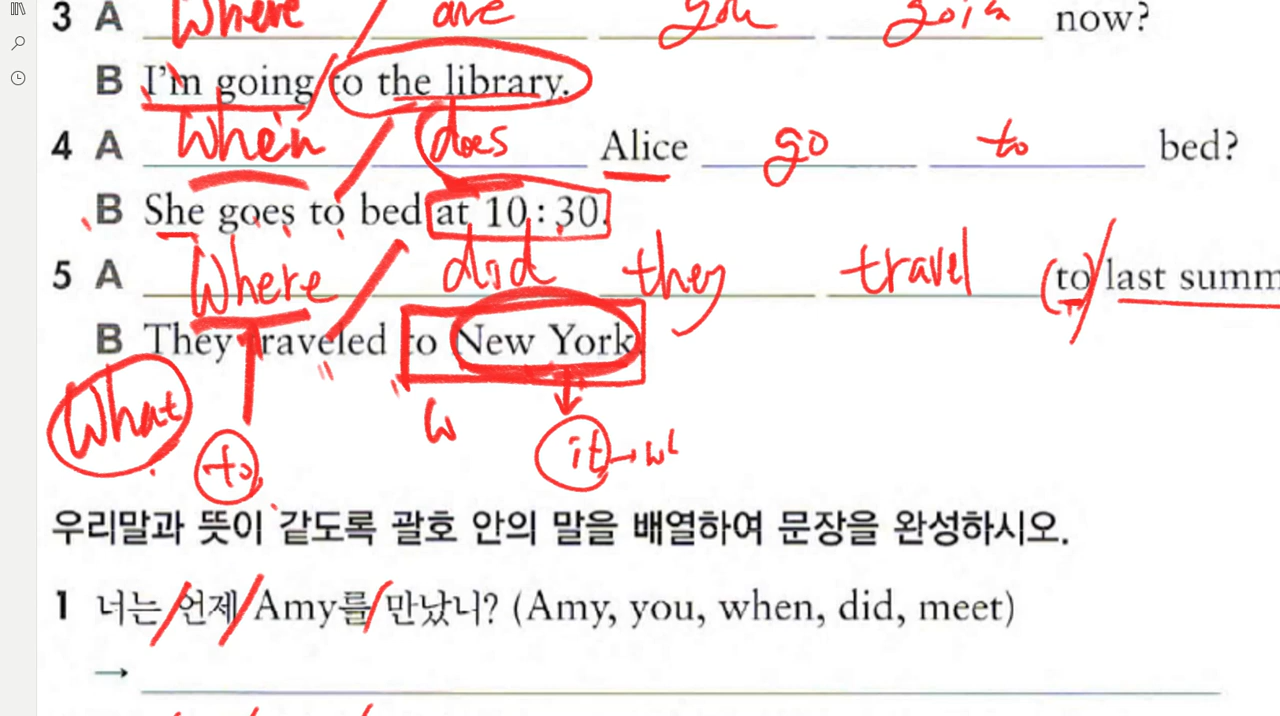 3 A Where are you goin now?
B I'm going to the library.
4 A When does Alice go to bed?
B She goes to bed at 10:30.
5 A Where did they travel (to) last summ
B They traveled to New York
What to it →
우리말과 뜻이 같도록 괄호 안의 말을 배열하여 문장을 완성하시오.
1 너는 언제 Amy를 만났니? (Amy, you, when, did, meet)
→